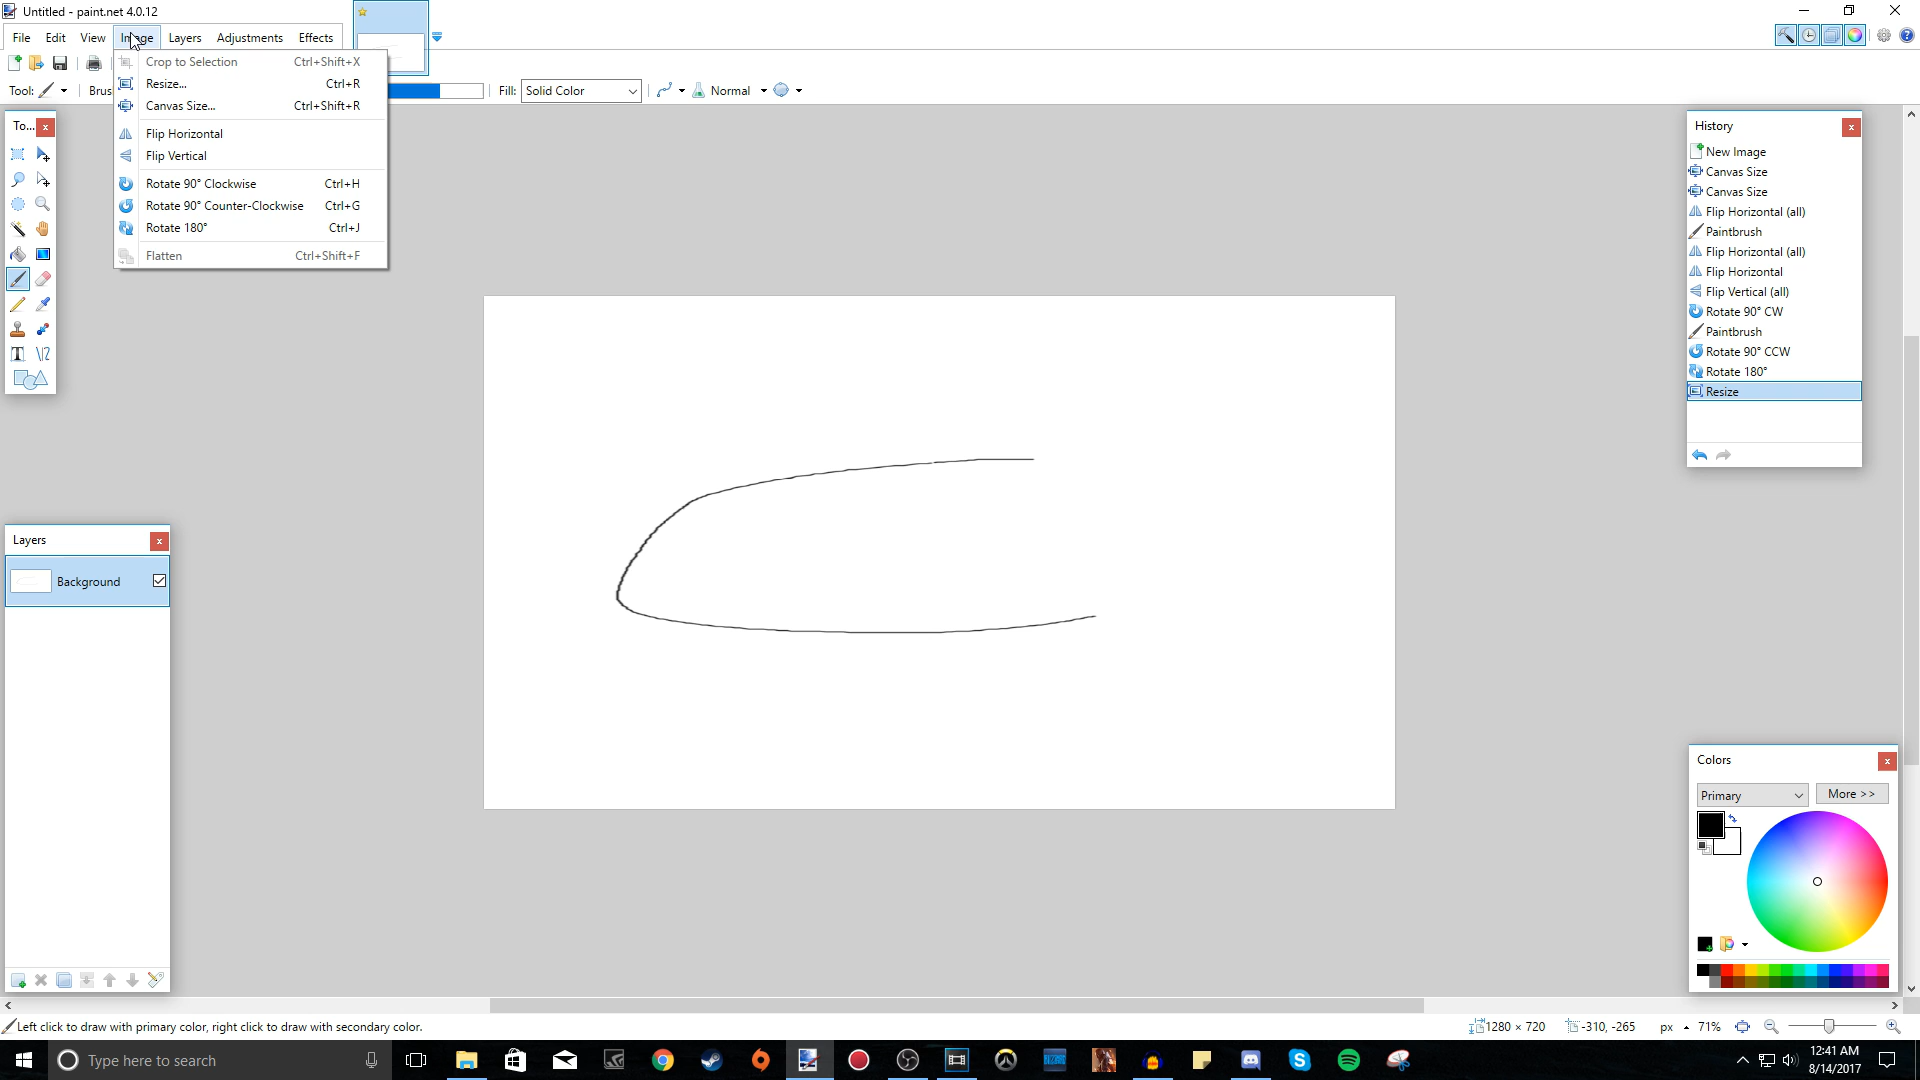 Untitled - paint.net 4.0.12
File Edit View Image Layers Adjustments Effects
Tool: Brus Fill: Solid Color Normal
Crop to Selection Ctrl+Shift+X
Resize... Ctrl+R
Canvas Size... Ctrl+Shift+R
Flip Horizontal
Flip Vertical
Rotate 90° Clockwise Ctrl+H
Rotate 90° Counter-Clockwise Ctrl+G
Rotate 180° Ctrl+J
Flatten Ctrl+Shift+F
To...
History
New Image
Canvas Size
Canvas Size
Flip Horizontal (all)
Paintbrush
Flip Horizontal (all)
Flip Horizontal
Flip Vertical (all)
Rotate 90° CW
Paintbrush
Rotate 90° CCW
Rotate 180°
Resize
Layers
Background
Colors
Primary More >>
Left click to draw with primary color, right click to draw with secondary color.
1280 × 720 -310, -265 px 71%
Type here to search
12:41 AM
8/14/2017